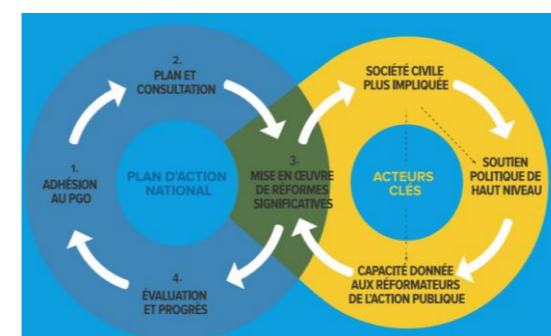 2.
PLAN ET
CONSULTATION
1.
ADHÉSION
AU PGO
PLAN D'ACTION
NATIONAL
3-
MISE EN ŒUVRE
DE RÉFORMES
SIGNIFICATIVES
4.
ÉVALUATION
ET PROGRÈS
SOCIÉTÉ CIVILE
PLUS IMPLIQUÉE
ACTEURS
CLÉS
SOUTIEN
POLITIQUE DE
HAUT NIVEAU
CAPACITÉ DONNÉE
AUX RÉFORMATEURS
DE L'ACTION PUBLIQUE